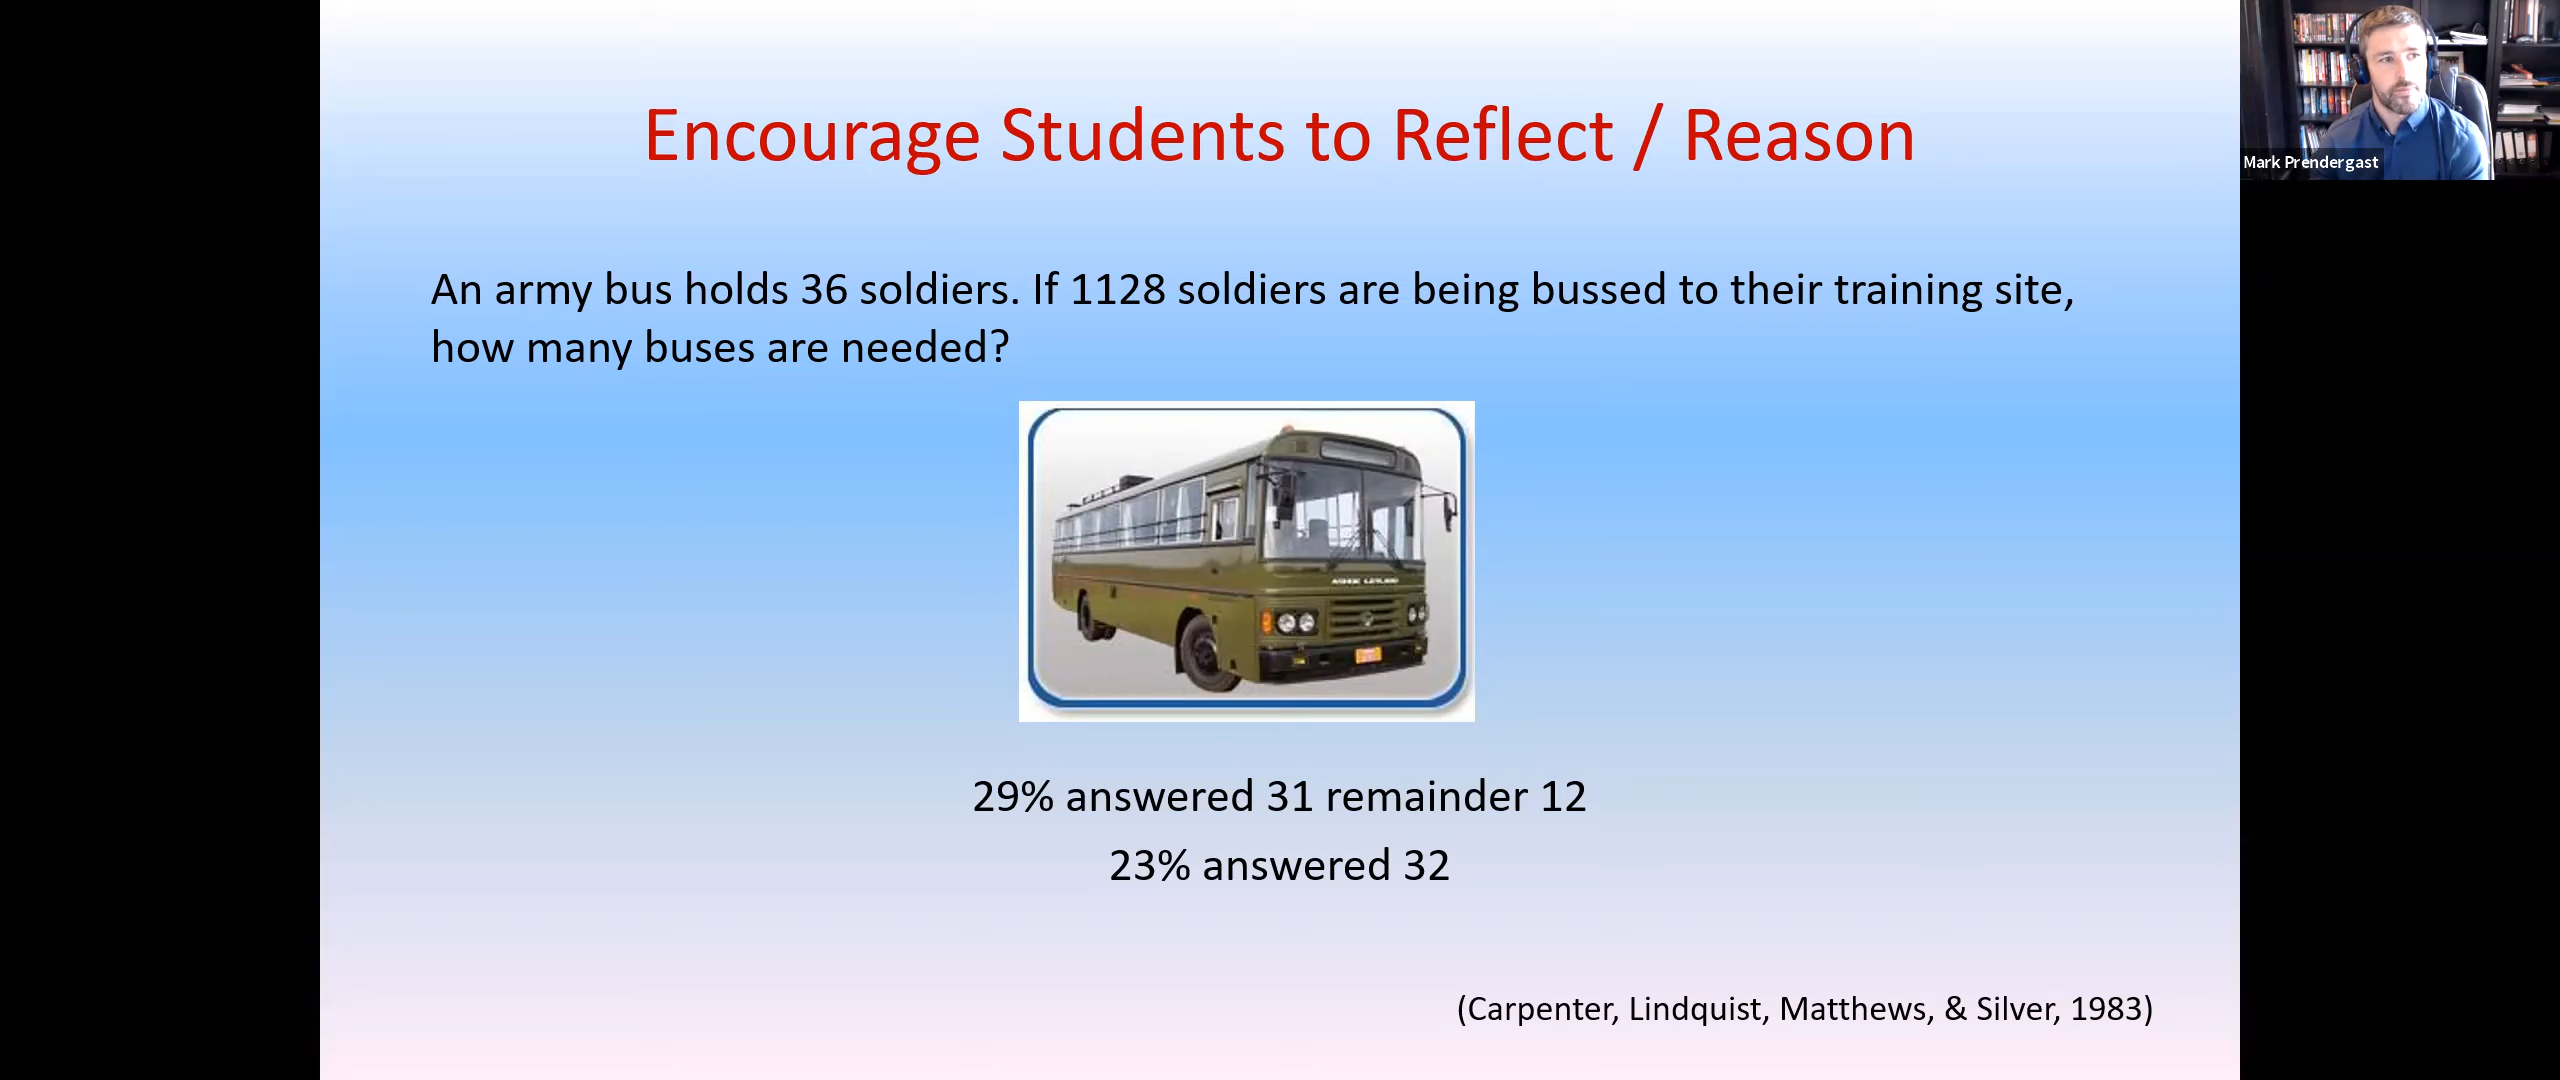 Encourage Students to Reflect / Reason
Mark Prendergast
An army bus holds 36 soldiers. If 1128 soldiers are being bussed to their training site,
how many buses are needed?
ASHOK LEYLAND
29% answered 31 remainder 12
23% answered 32
(Carpenter, Lindquist, Matthews, & Silver, 1983)